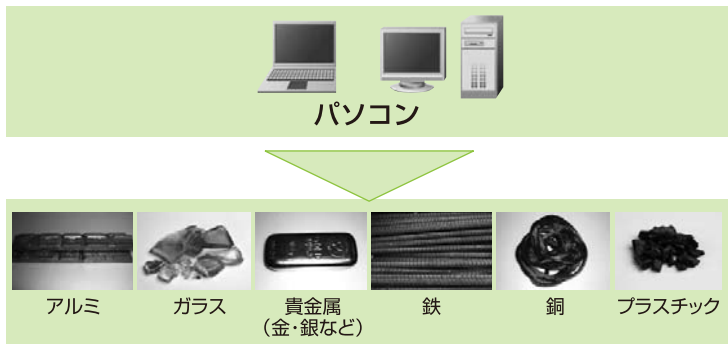 パソコン
アルミ
ガラス
貴金属
（金・銀など）
鉄
銅
プラスチック